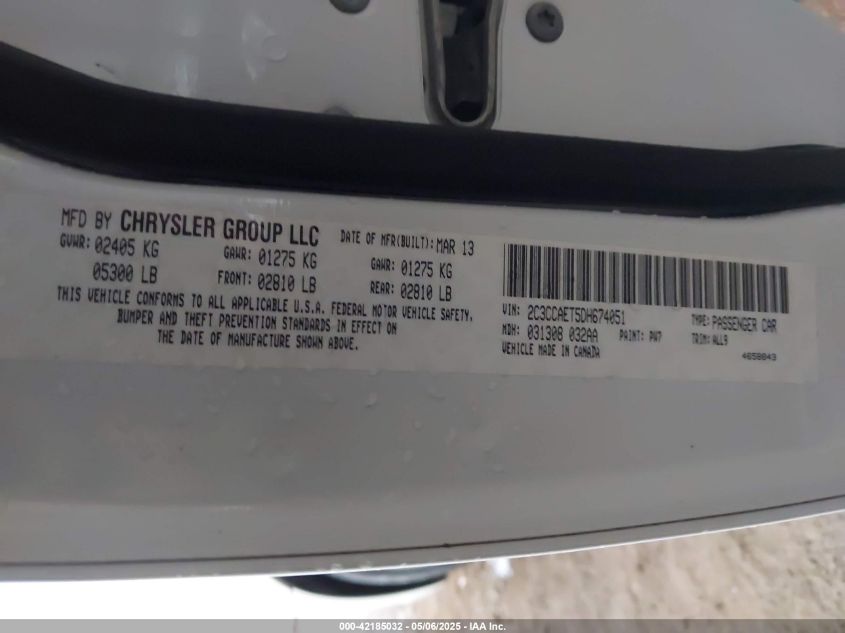 MFD BY CHRYSLER GROUP LLC DATE OF MFR(BUILT): MAR 13
GVWR: 02405 KG GAWR: 01275 KG GAWR: 01275 KG
05300 LB FRONT: 02810 LB REAR: 02810 LB
THIS VEHICLE CONFORMS TO ALL APPLICABLE U.S.A. FEDERAL MOTOR VEHICLE SAFETY,
BUMPER AND THEFT PREVENTION STANDARDS IN EFFECT ON
THE DATE OF MANUFACTURE SHOWN ABOVE.
VIN: 2C3CCAET5DH674051 TYPE: PASSENGER CAR
MDH: 031308 032AA PAINT: PW7 TRIM: ALL9
VEHICLE MADE IN CANADA 4658843
000-42185032 - 05/06/2025 - IAA Inc.